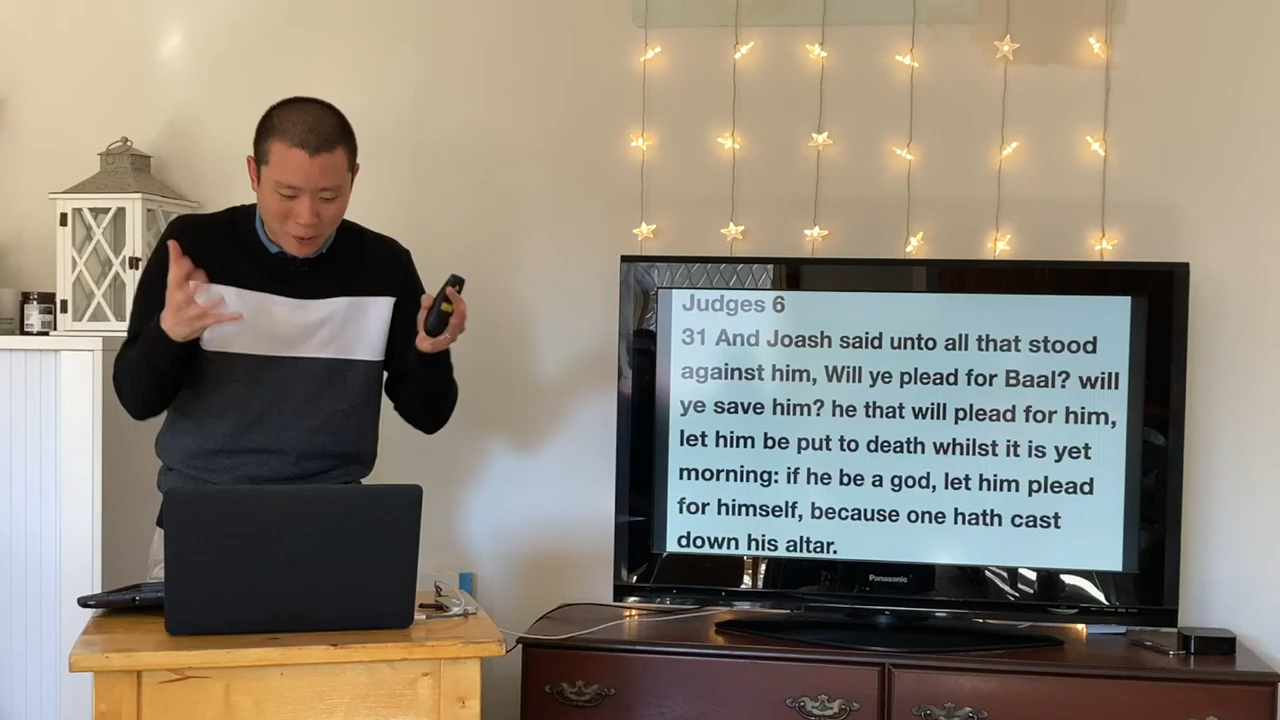 Judges 6
31 And Joash said unto all that stood
against him, Will ye plead for Baal? will
ye save him? he that will plead for him,
let him be put to death whilst it is yet
morning: if he be a god, let him plead
for himself, because one hath cast
down his altar.
Panasonic